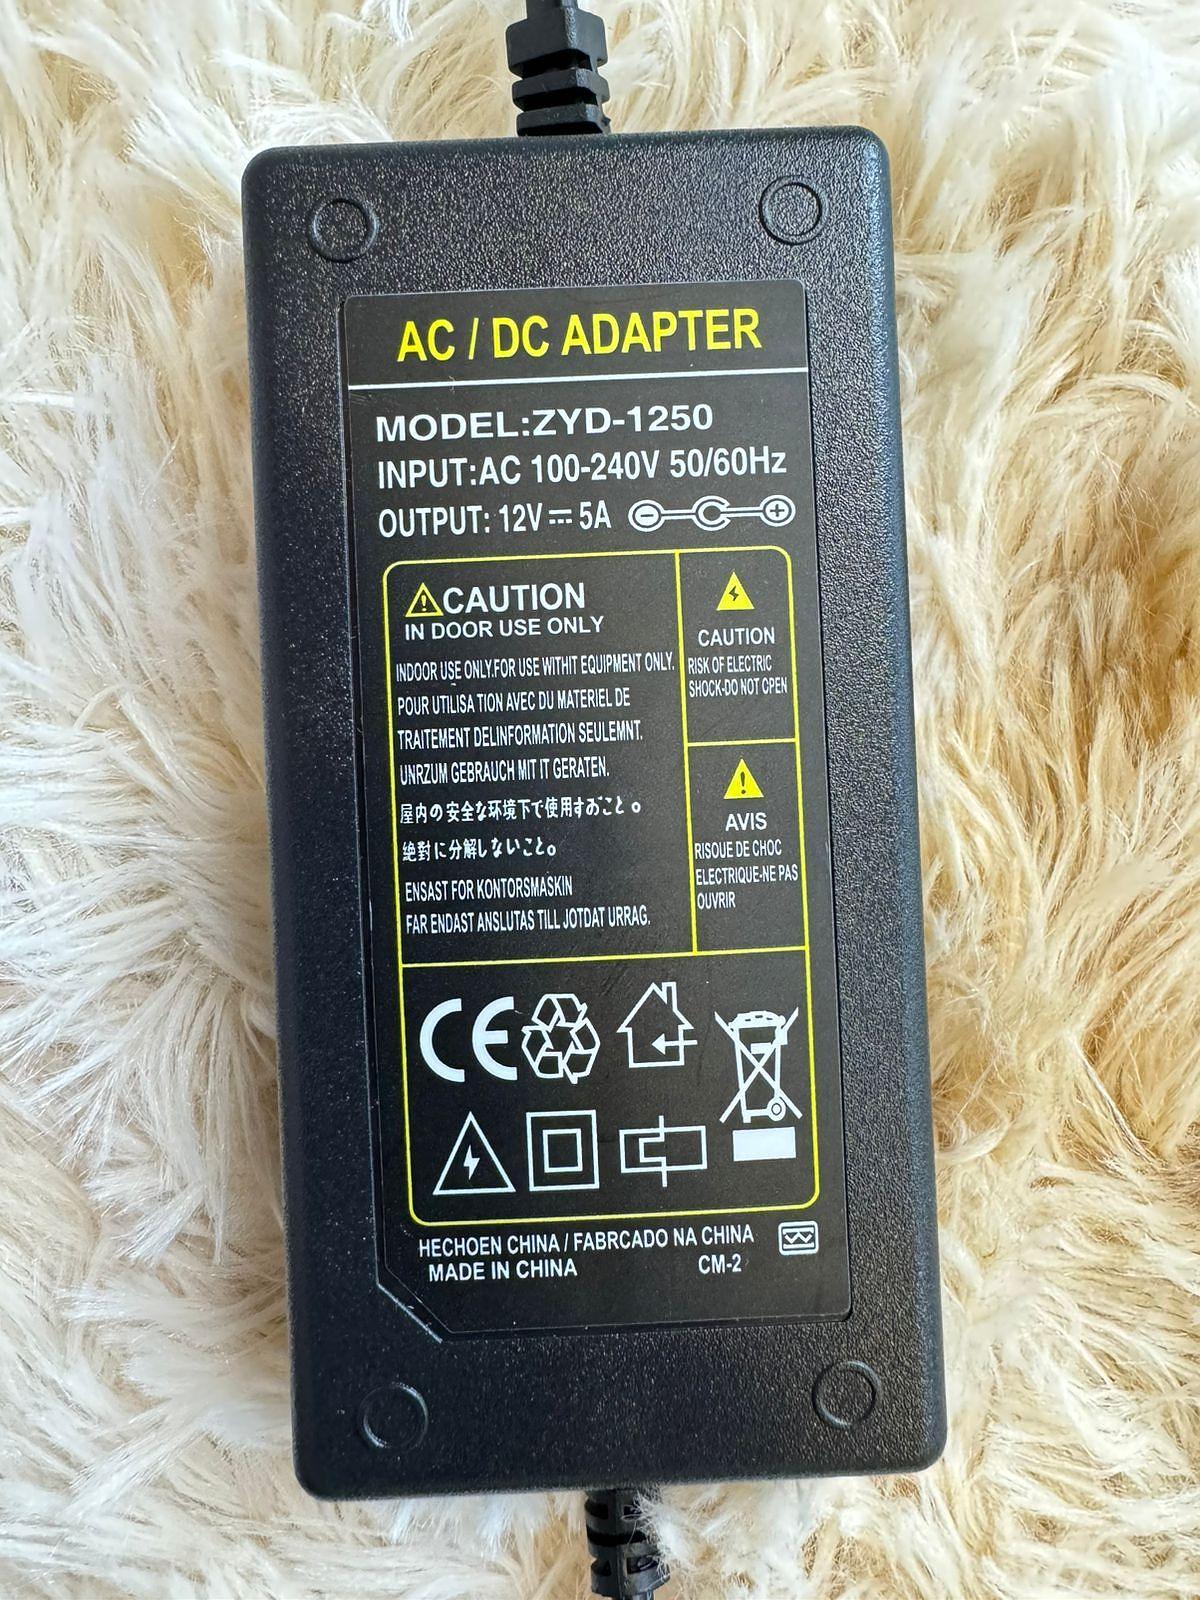 AC / DC ADAPTER
MODEL:ZYD-1250
INPUT:AC 100-240V 50/60Hz
OUTPUT: 12V ⎓ 5A
CAUTION
IN DOOR USE ONLY
INDOOR USE ONLY.FOR USE WITHIT EQUIPMENT ONLY.
POUR UTILISA TION AVEC DU MATERIEL DE
TRAITEMENT DELINFORMATION SEULEMNT.
UNRZUM GEBRAUCH MIT IT GERATEN.
屋内の安全な環境下で使用すみこと。
絶対に分解しないこと。
ENSAST FOR KONTORSMASKIN
FAR ENDAST ANSLUTAS TILL JOTDAT URRAG.
CAUTION
RISK OF ELECTRIC
SHOCK-DO NOT OPEN
AVIS
RISOUE DE CHOC
ELECTRIQUE-NE PAS
OUVRIR
CE
HECHOEN CHINA / FABRCADO NA CHINA
MADE IN CHINA
CM-2